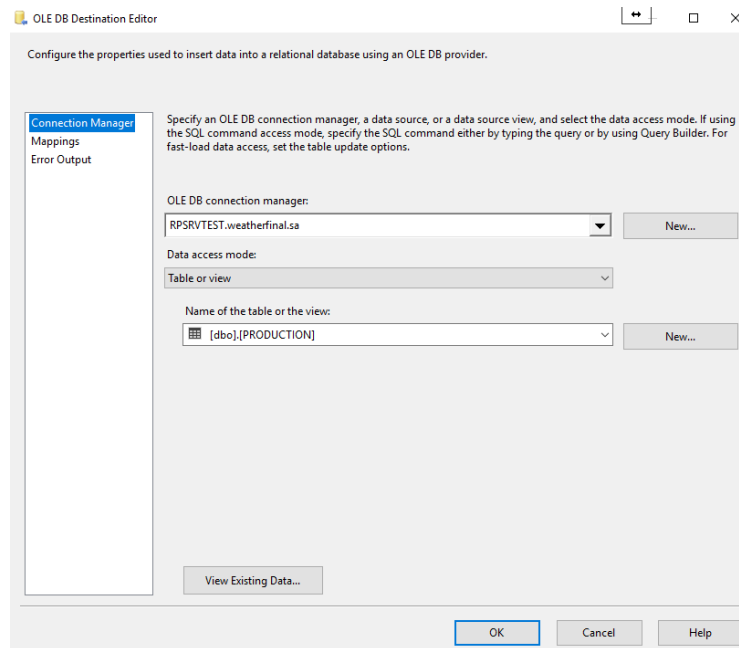 OLE DB Destination Editor
Configure the properties used to insert data into a relational database using an OLE DB provider.
Connection Manager
Mappings
Error Output
Specify an OLE DB connection manager, a data source, or a data source view, and select the data access mode. If using
the SQL command access mode, specify the SQL command either by typing the query or by using Query Builder. For
fast-load data access, set the table update options.
OLE DB connection manager:
RPSRVTEST.weatherfinal.sa
New...
Data access mode:
Table or view
Name of the table or the view:
[dbo].[PRODUCTION]
New...
View Existing Data...
OK
Cancel
Help